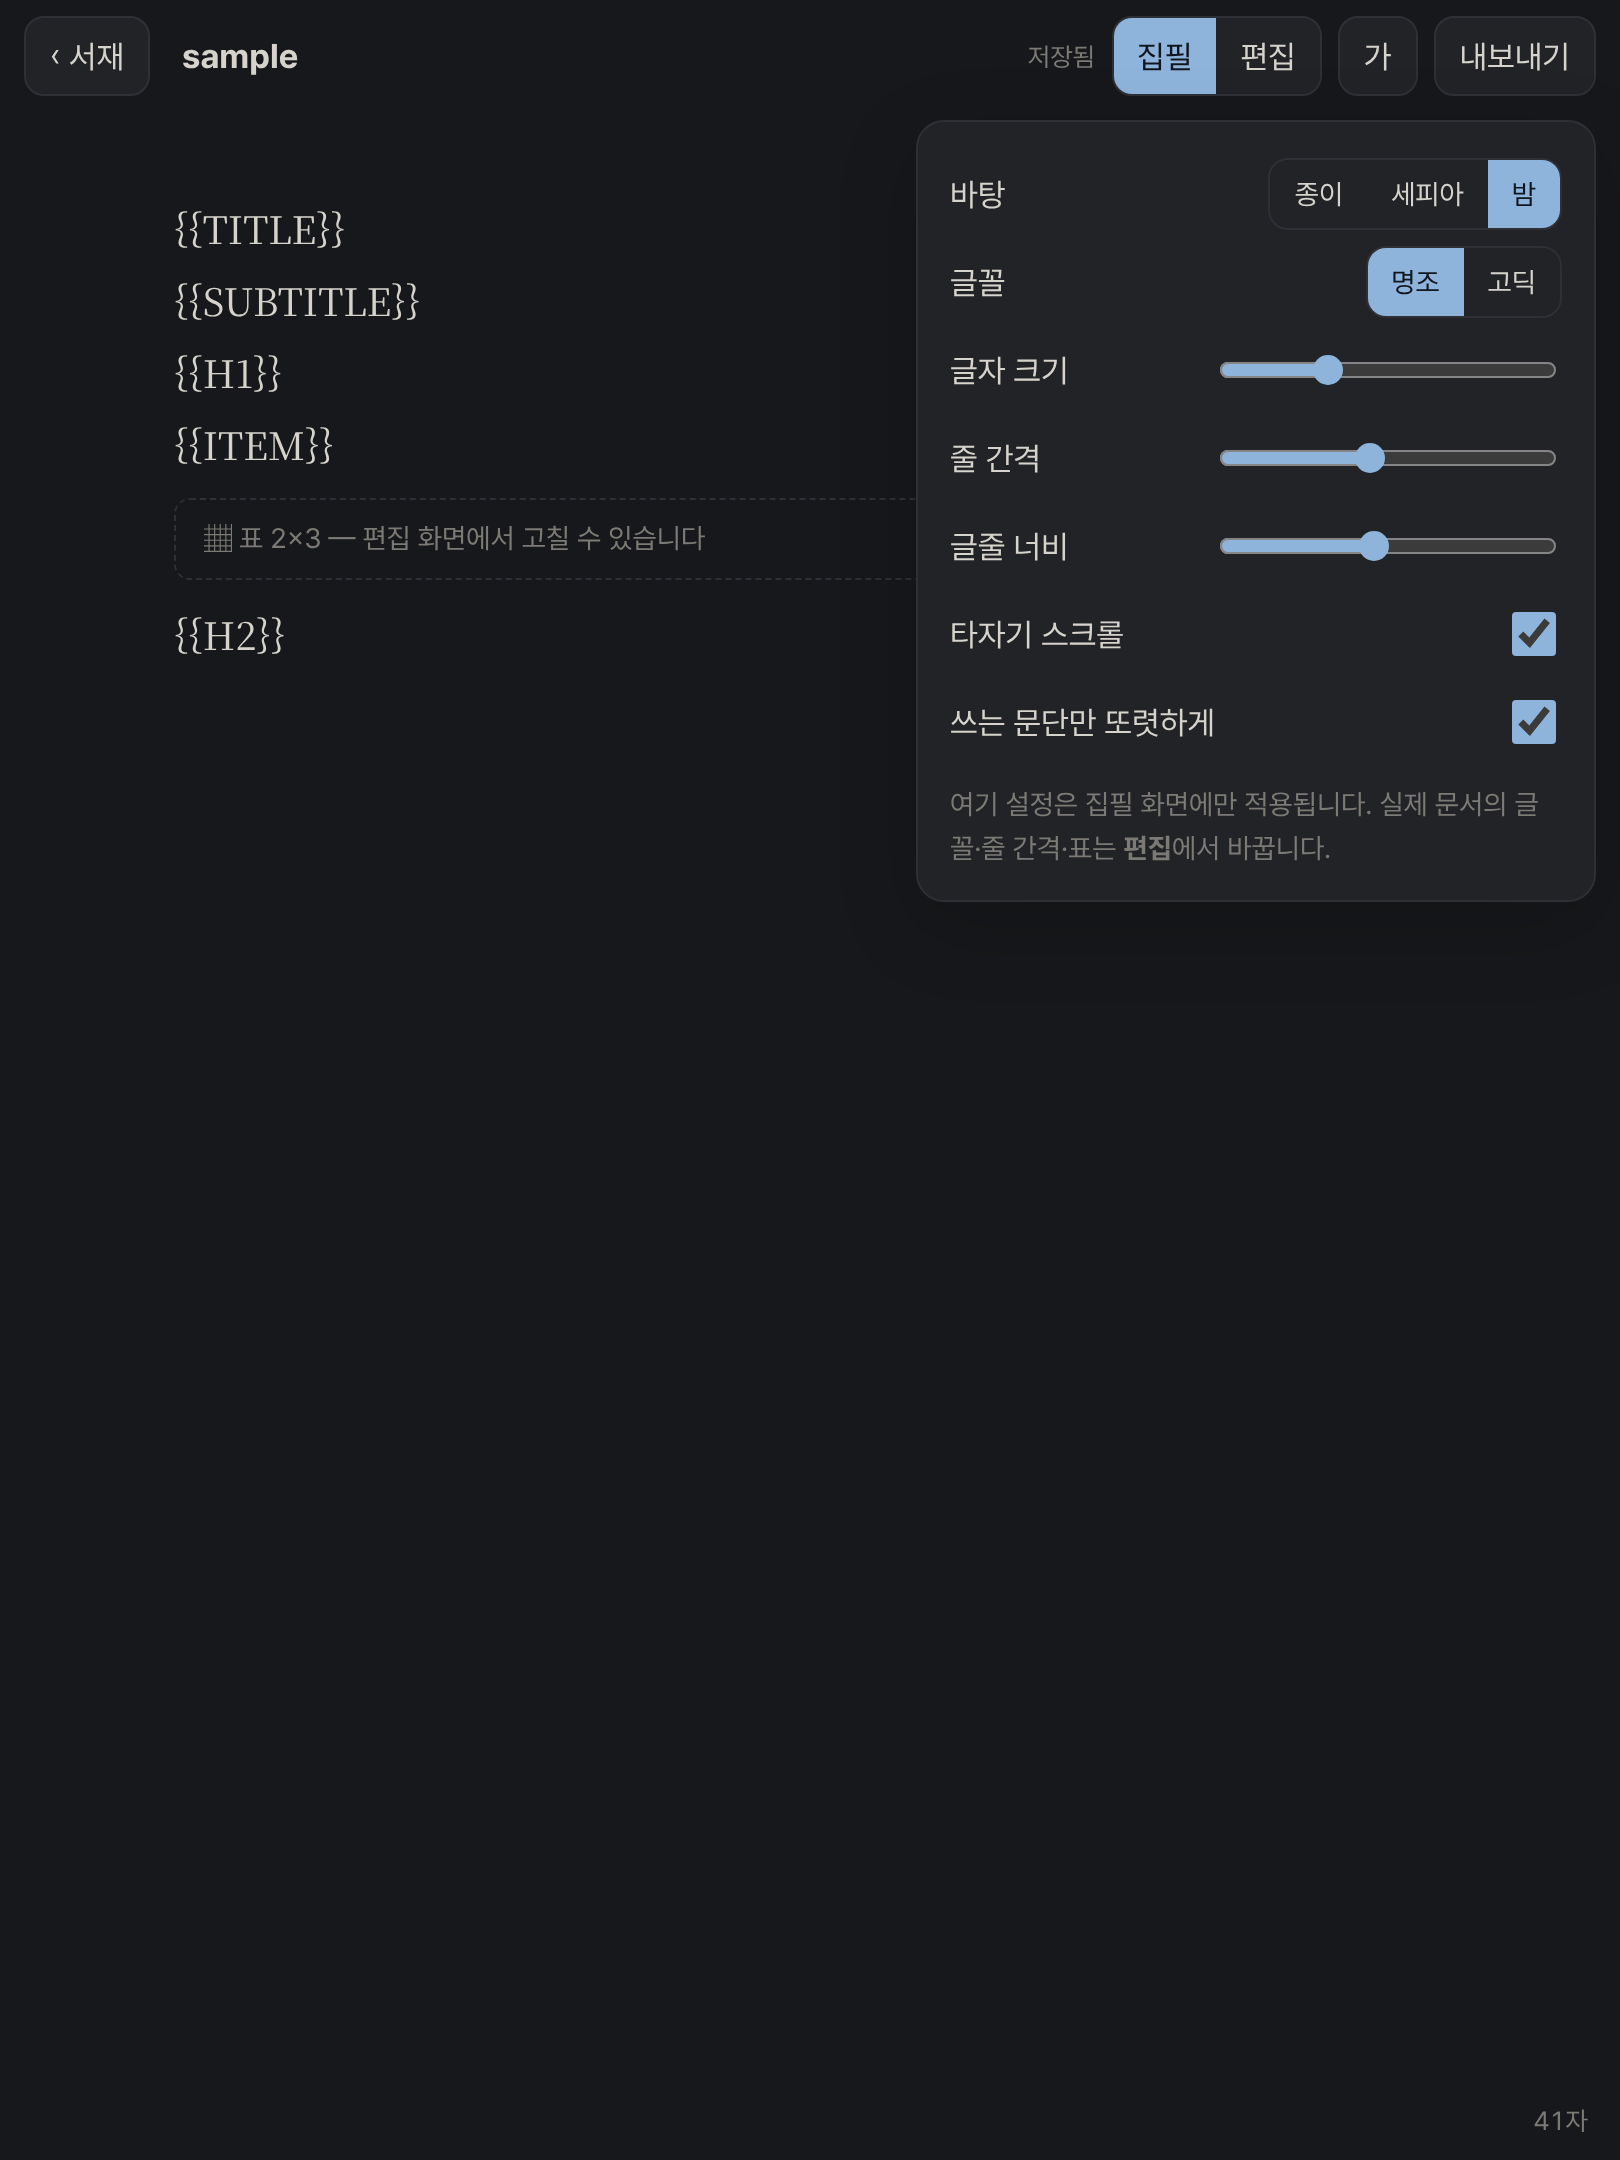 ‹ 서재
sample
저장됨
집필
편집
가
내보내기
{{TITLE}}
{{SUBTITLE}}
{{H1}}
{{ITEM}}
▦ 표 2×3 — 편집 화면에서 고칠 수 있습니다
{{H2}}
바탕
종이
세피아
밤
글꼴
명조
고딕
글자 크기
줄 간격
글줄 너비
타자기 스크롤
쓰는 문단만 또렷하게
여기 설정은 집필 화면에만 적용됩니다. 실제 문서의 글
꼴·줄 간격·표는 편집에서 바꿉니다.
41자